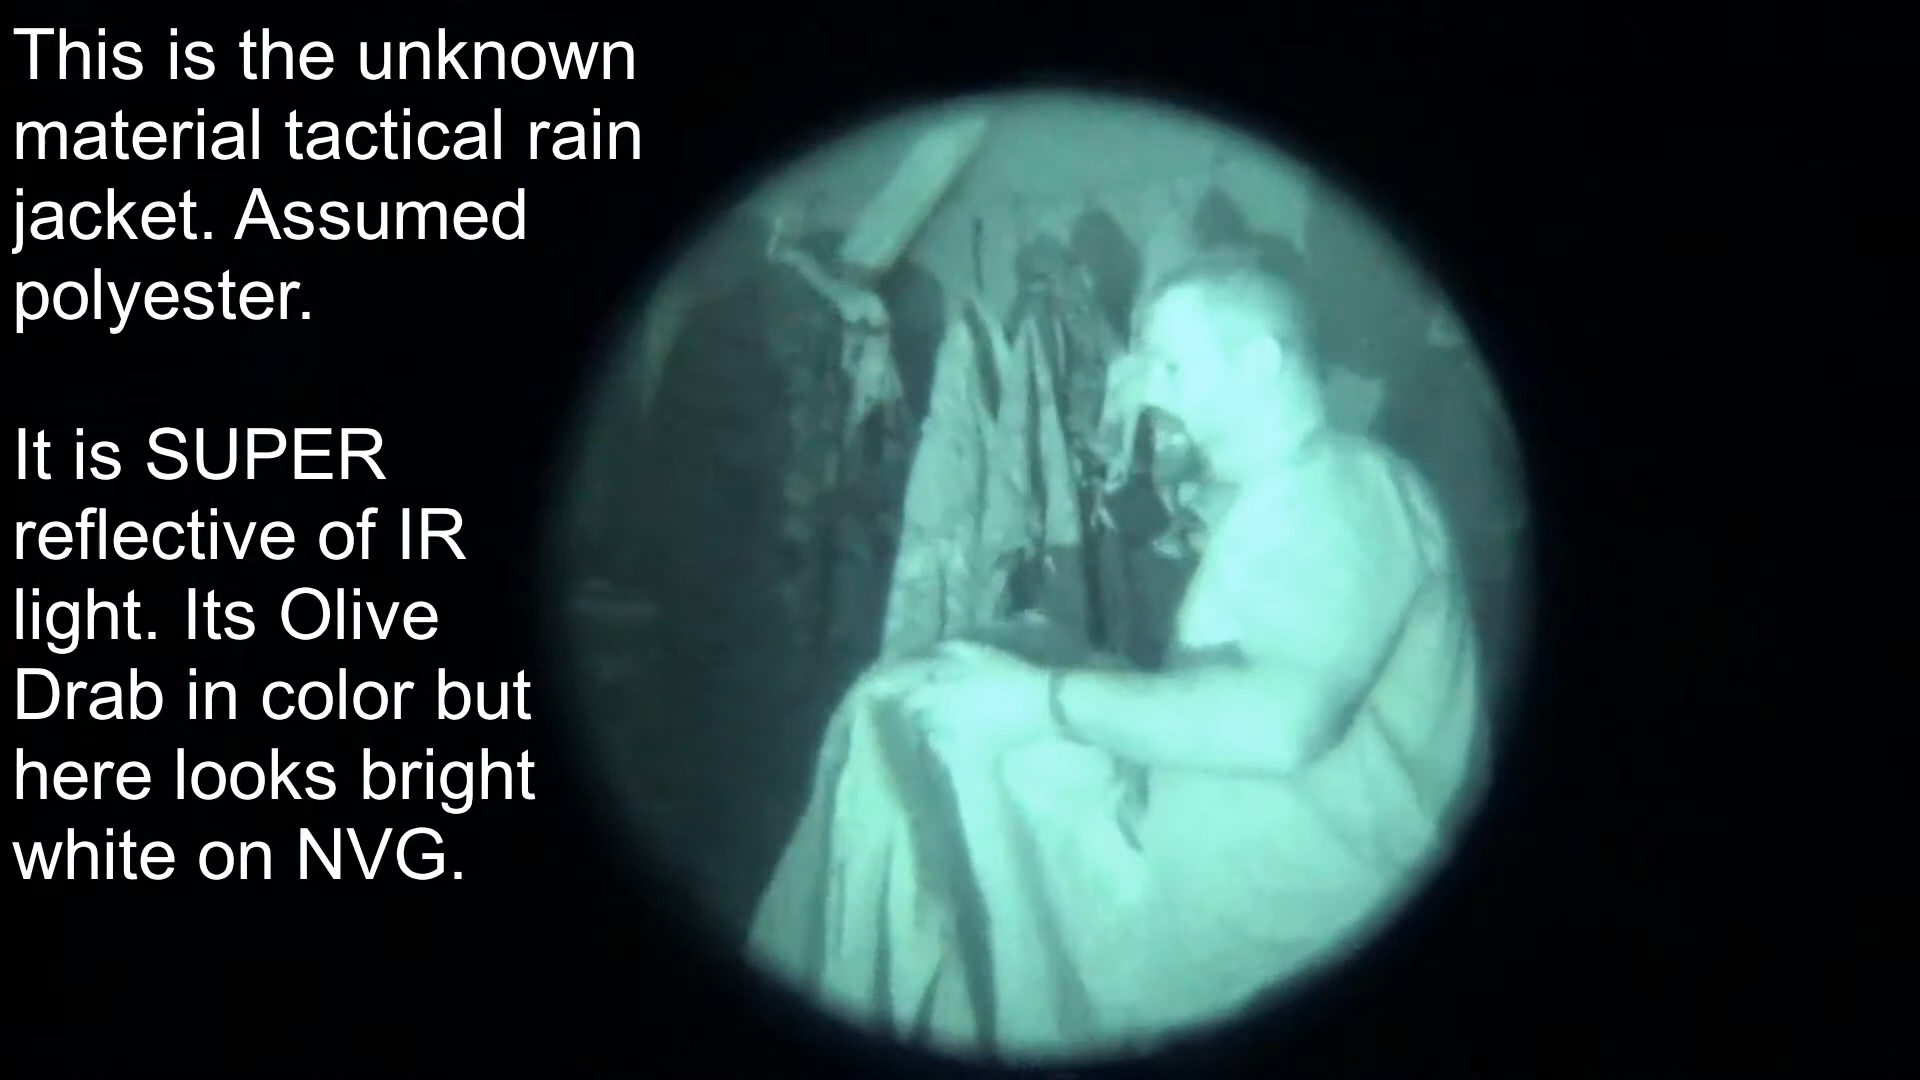 This is the unknown
material tactical rain
jacket. Assumed
polyester.
It is SUPER
reflective of IR
light. Its Olive
Drab in color but
here looks bright
white on NVG.